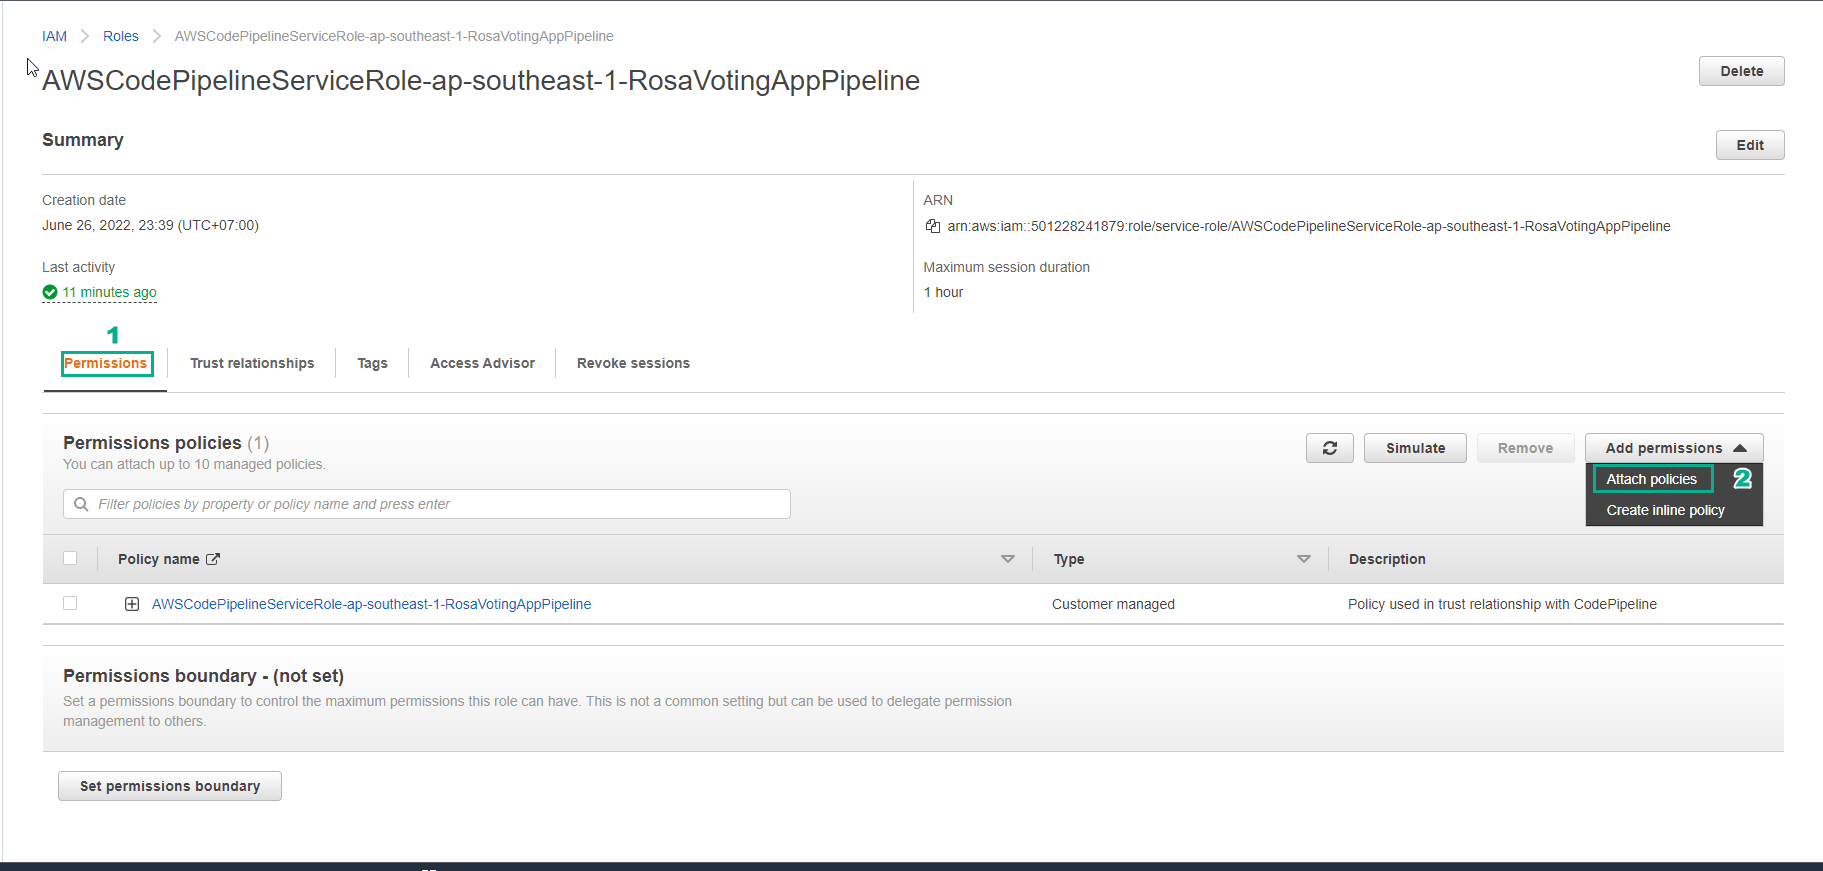 IAM > Roles > AWSCodePipelineServiceRole-ap-southeast-1-RosaVotingAppPipeline
AWSCodePipelineServiceRole-ap-southeast-1-RosaVotingAppPipeline
Delete
Summary
Edit
Creation date
June 26, 2022, 23:39 (UTC+07:00)
ARN
arn:aws:iam::501228241879:role/service-role/AWSCodePipelineServiceRole-ap-southeast-1-RosaVotingAppPipeline
Last activity
11 minutes ago
Maximum session duration
1 hour
1
Permissions Trust relationships Tags Access Advisor Revoke sessions
Permissions policies (1)
You can attach up to 10 managed policies.
Simulate Remove Add permissions
Attach policies 2
Create inline policy
Filter policies by property or policy name and press enter
Policy name Type Description
AWSCodePipelineServiceRole-ap-southeast-1-RosaVotingAppPipeline Customer managed Policy used in trust relationship with CodePipeline
Permissions boundary - (not set)
Set a permissions boundary to control the maximum permissions this role can have. This is not a common setting but can be used to delegate permission
management to others.
Set permissions boundary